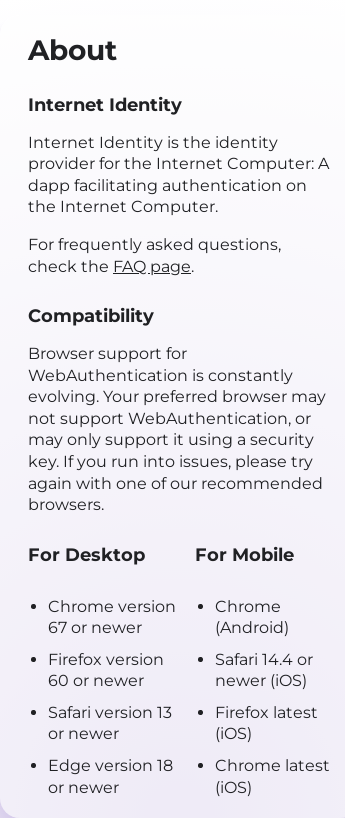 About
Internet Identity
Internet Identity is the identity
provider for the Internet Computer: A
dapp facilitating authentication on
the Internet Computer.
For frequently asked questions,
check the FAQ page.
Compatibility
Browser support for
WebAuthentication is constantly
evolving. Your preferred browser may
not support WebAuthentication, or
may only support it using a security
key. If you run into issues, please try
again with one of our recommended
browsers.
For Desktop
• Chrome version
67 or newer
• Firefox version
60 or newer
• Safari version 13
or newer
• Edge version 18
or newer
For Mobile
• Chrome
(Android)
• Safari 14.4 or
newer (iOS)
• Firefox latest
(iOS)
• Chrome latest
(iOS)